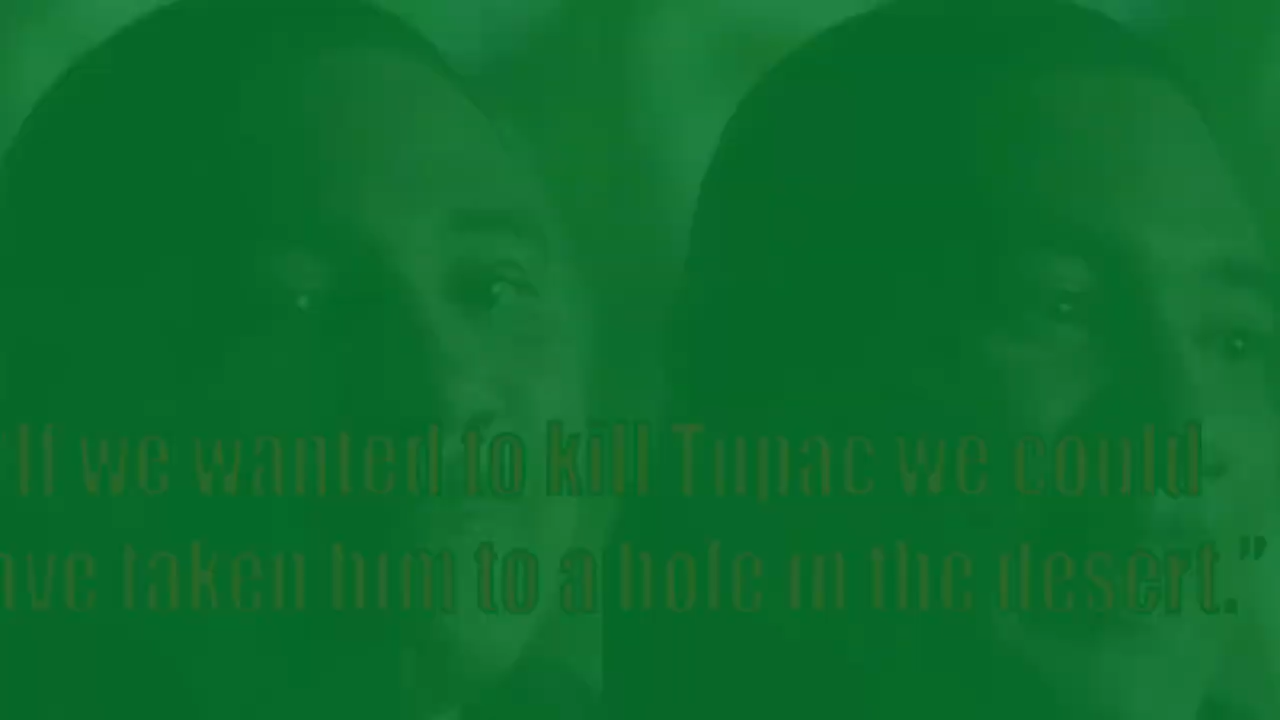 "If we wanted to kill Tupac we could
ave taken him to a hole in the desert."